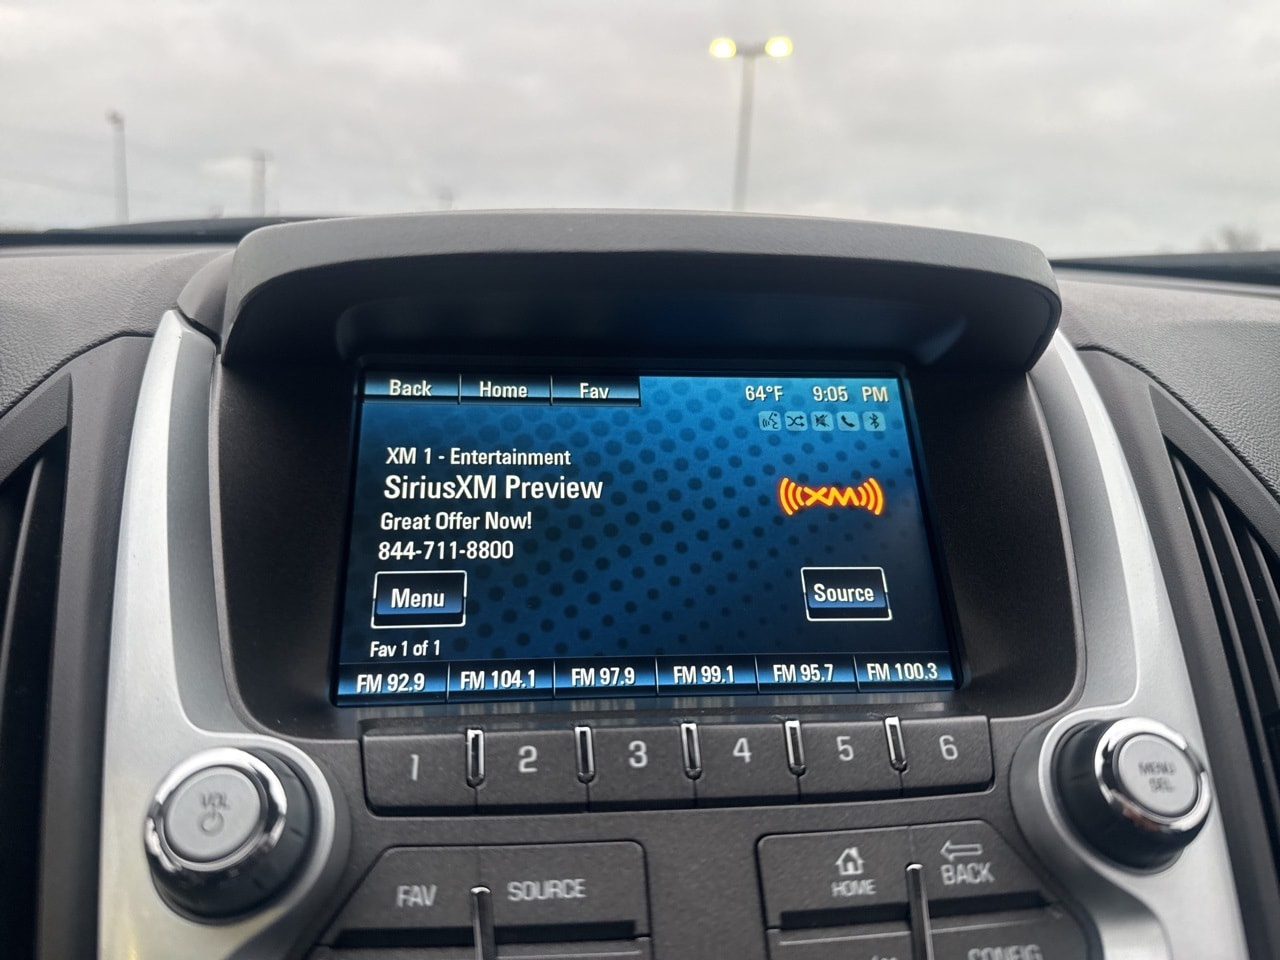 Back Home Fav 64°F 9:05 PM
XM 1 - Entertainment
SiriusXM Preview
XM
Great Offer Now!
844-711-8800
Menu Source
Fav 1 of 1
FM 92.9 FM 104.1 FM 97.9 FM 99.1 FM 95.7 FM 100.3
1 2 3 4 5 6
VOL
MENU
SEL
FAV SOURCE
HOME BACK
CONFIG